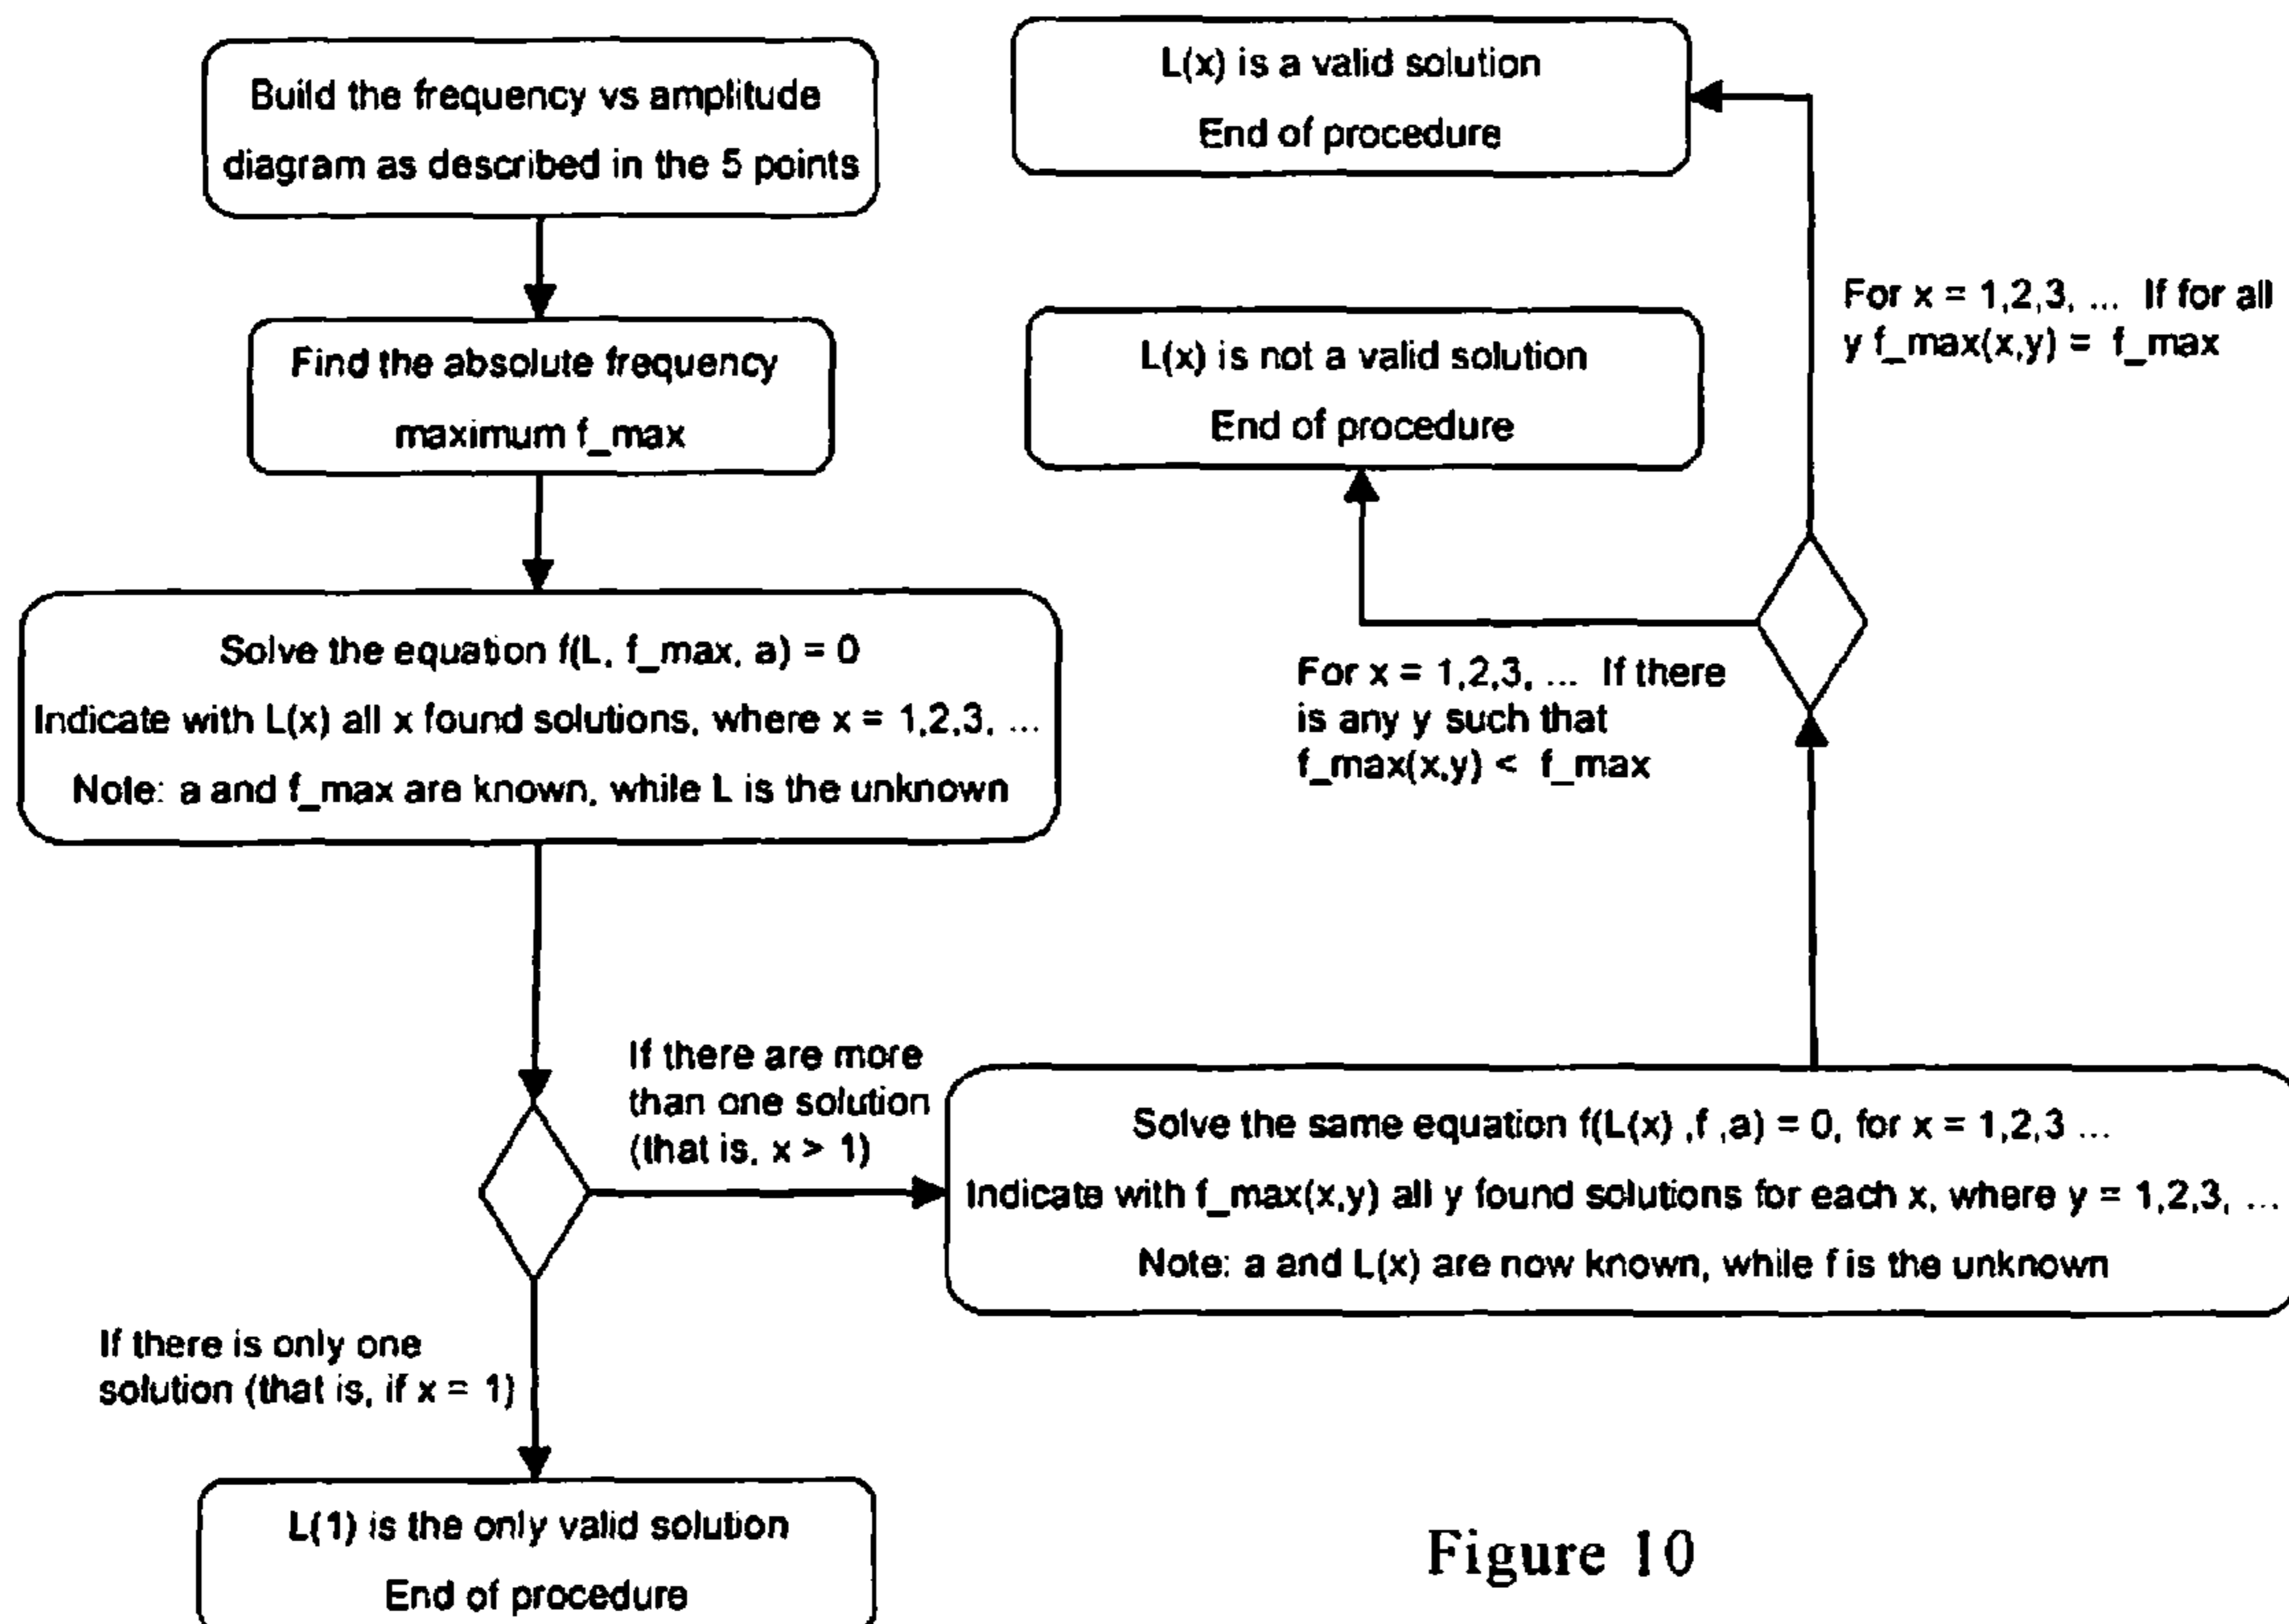 Build the frequency vs amplitude
diagram as described in the 5 points
Find the absolute frequency
maximum f_max
Solve the equation f(L, f_max, a) = 0
Indicate with L(x) all x found solutions, where x = 1,2,3, ...
Note: a and f_max are known, while L is the unknown
If there are more
than one solution
(that is, x > 1)
If there is only one
solution (that is, if x = 1)
L(1) is the only valid solution
End of procedure
Solve the same equation f(L(x) ,f ,a) = 0, for x = 1,2,3 ...
Indicate with f_max(x,y) all y found solutions for each x, where y = 1,2,3, ...
Note: a and L(x) are now known, while f is the unknown
For x = 1,2,3, ... If there
is any y such that
f_max(x,y) < f_max
L(x) is not a valid solution
End of procedure
For x = 1,2,3, ... If for all
y f_max(x,y) = f_max
L(x) is a valid solution
End of procedure
Figure 10